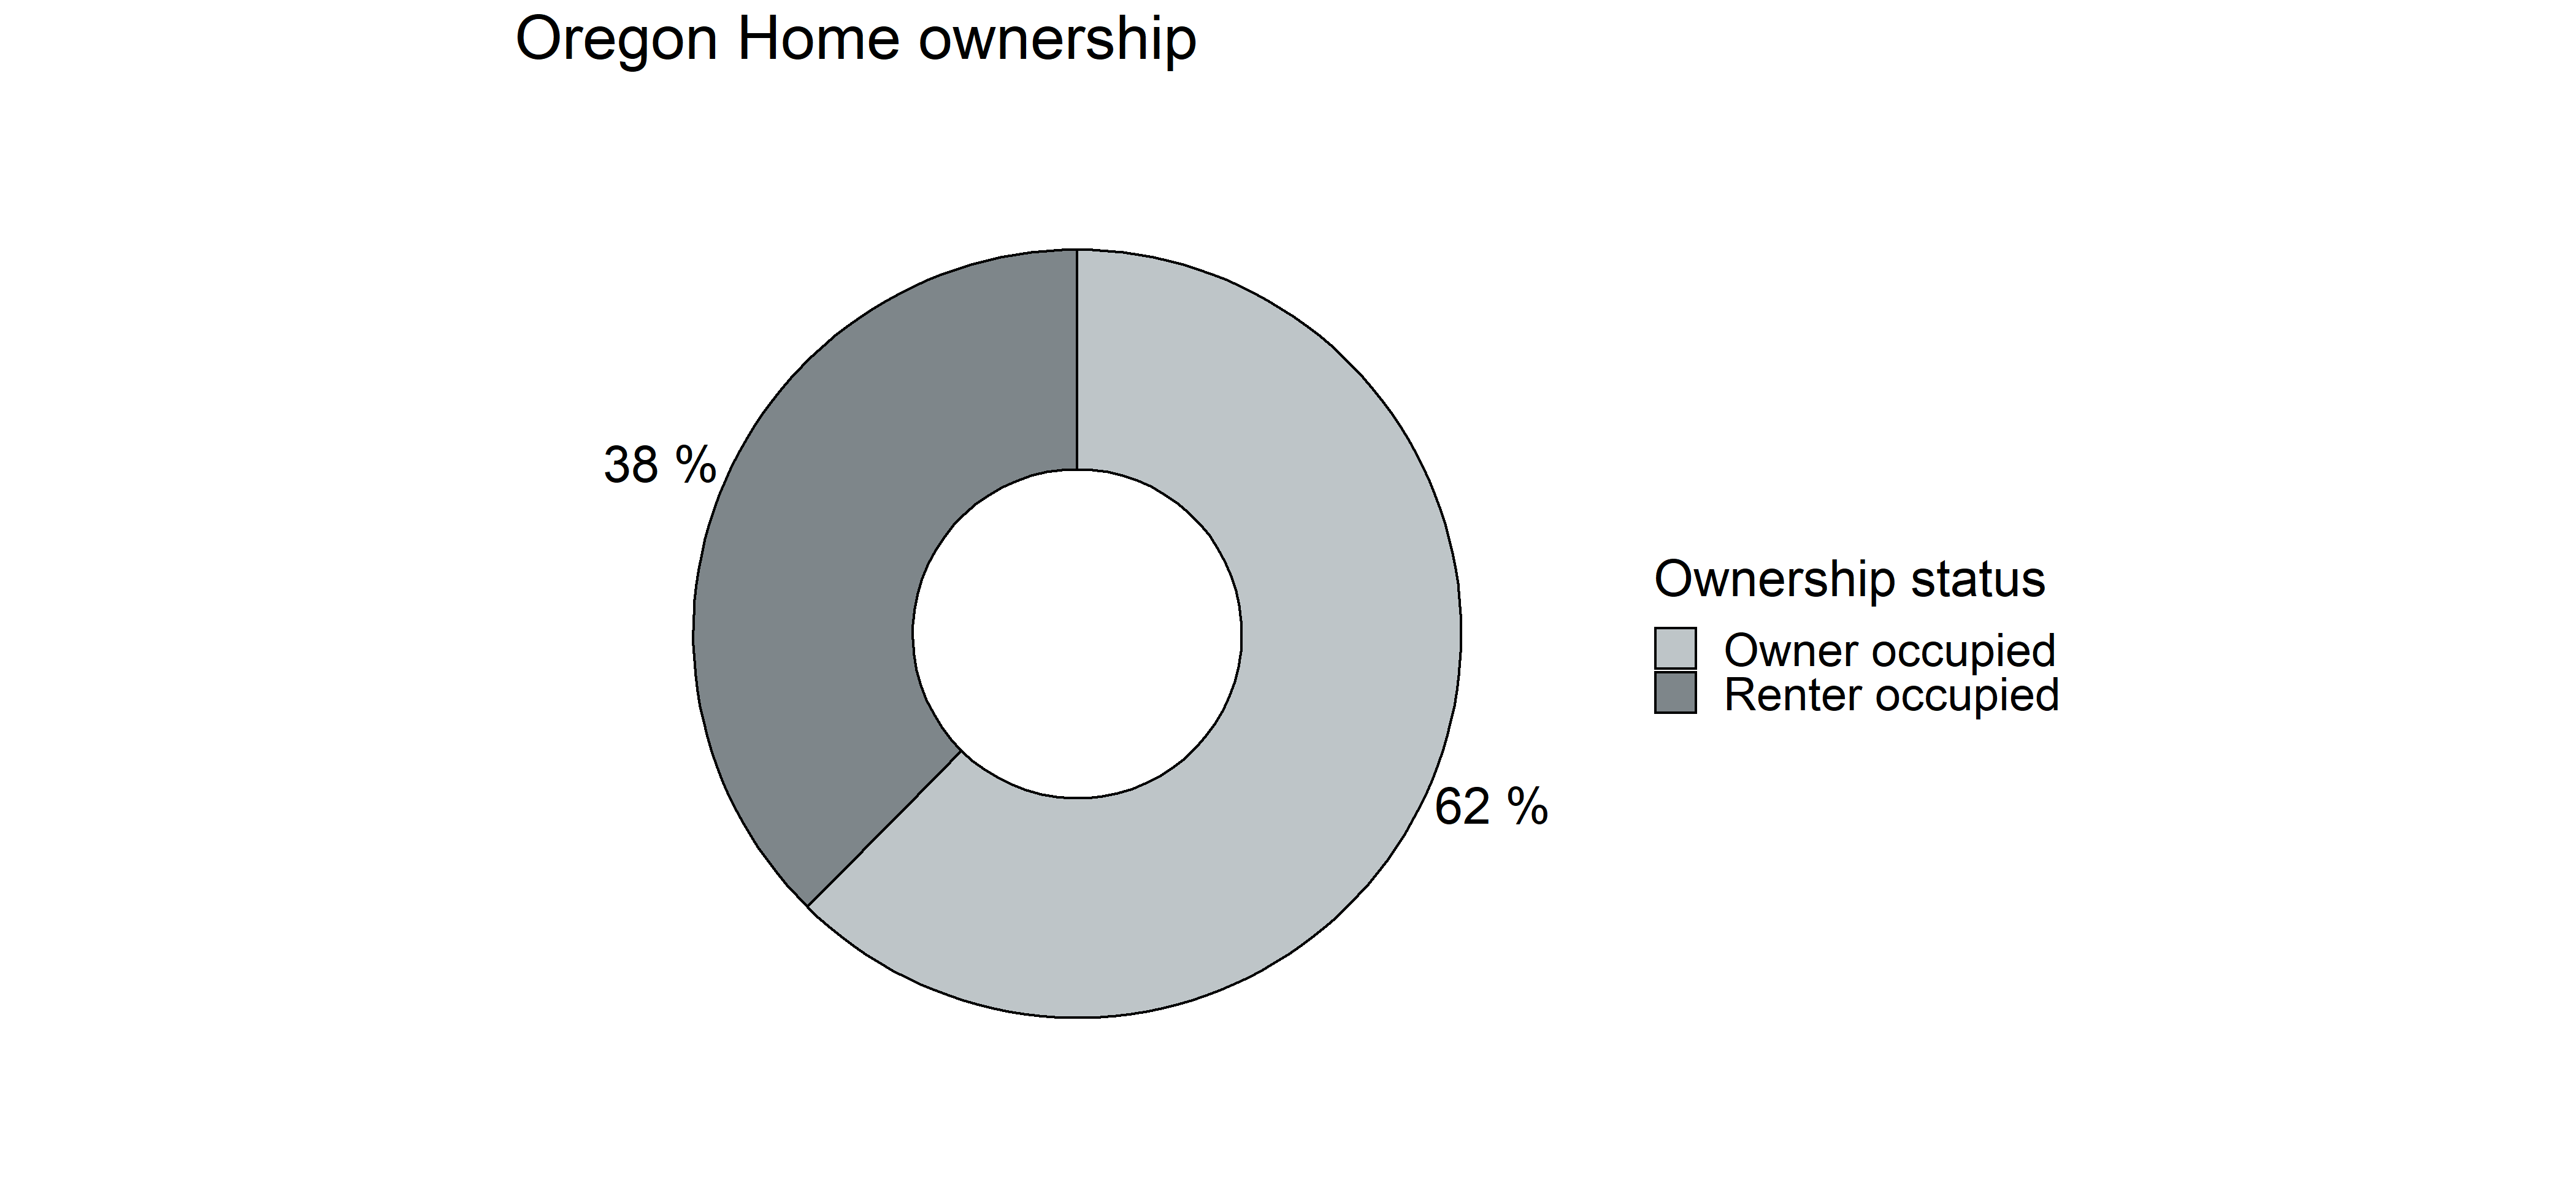 Oregon Home ownership
38 %
62 %
Ownership status
Owner occupied
Renter occupied